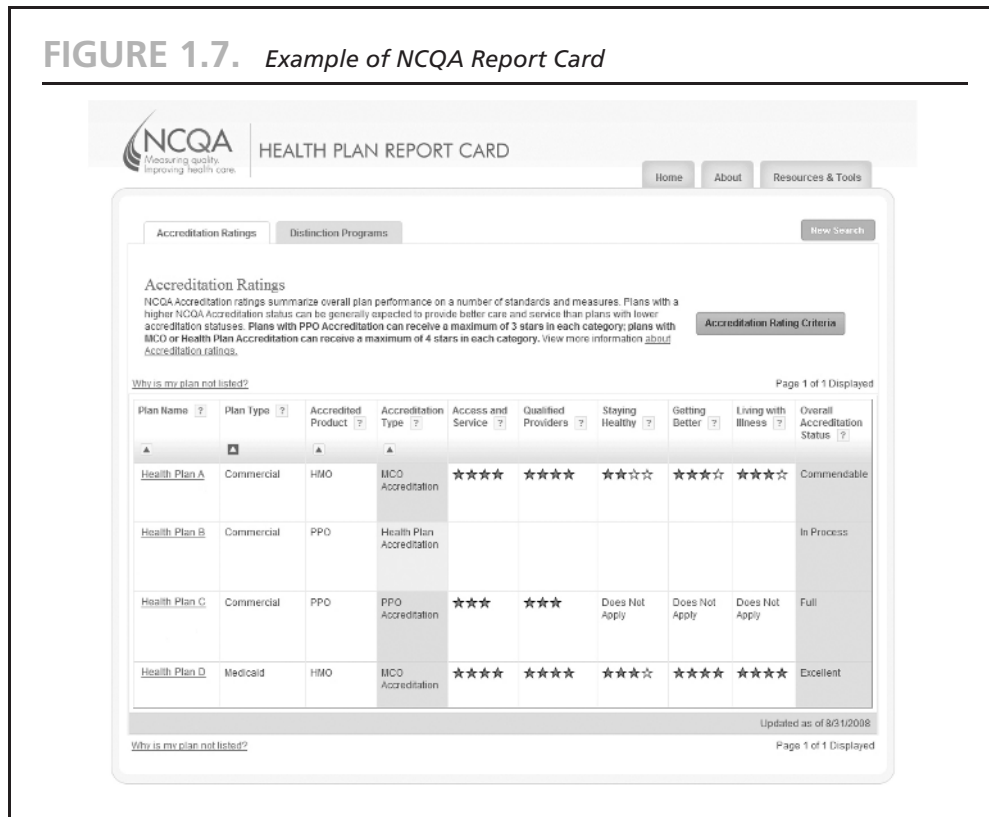 FIGURE 1.7. Example of NCQA Report Card
NCQA
Measuring quality.
Improving health care.
HEALTH PLAN REPORT CARD
Home About Resources & Tools
Accreditation Ratings Distinction Programs New Search
Accreditation Ratings
NCQA Accreditation ratings summarize overall plan performance on a number of standards and measures. Plans with a
higher NCQA Accreditation status can be generally expected to provide better care and service than plans with lower
accreditation statuses. Plans with PPO Accreditation can receive a maximum of 3 stars in each category; plans with
MCO or Health Plan Accreditation can receive a maximum of 4 stars in each category. View more information about
Accreditation ratings.
Accreditation Rating Criteria
Why is my plan not listed? Page 1 of 1 Displayed
Plan Name ? Plan Type ? Accredited Product ? Accreditation Type ? Access and Service ? Qualified Providers ? Staying Healthy ? Getting Better ? Living with Illness ? Overall Accreditation Status ?
Health Plan A Commercial HMO MCO Accreditation ★★★★ ★★★★ ★★☆☆ ★★★☆ ★★★☆ Commendable
Health Plan B Commercial PPO Health Plan Accreditation In Process
Health Plan C Commercial PPO PPO Accreditation ★★★ ★★★ Does Not Apply Does Not Apply Does Not Apply Full
Health Plan D Medicaid HMO MCO Accreditation ★★★★ ★★★★ ★★★☆ ★★★★ ★★★★ Excellent
Updated as of 8/31/2008
Why is my plan not listed? Page 1 of 1 Displayed